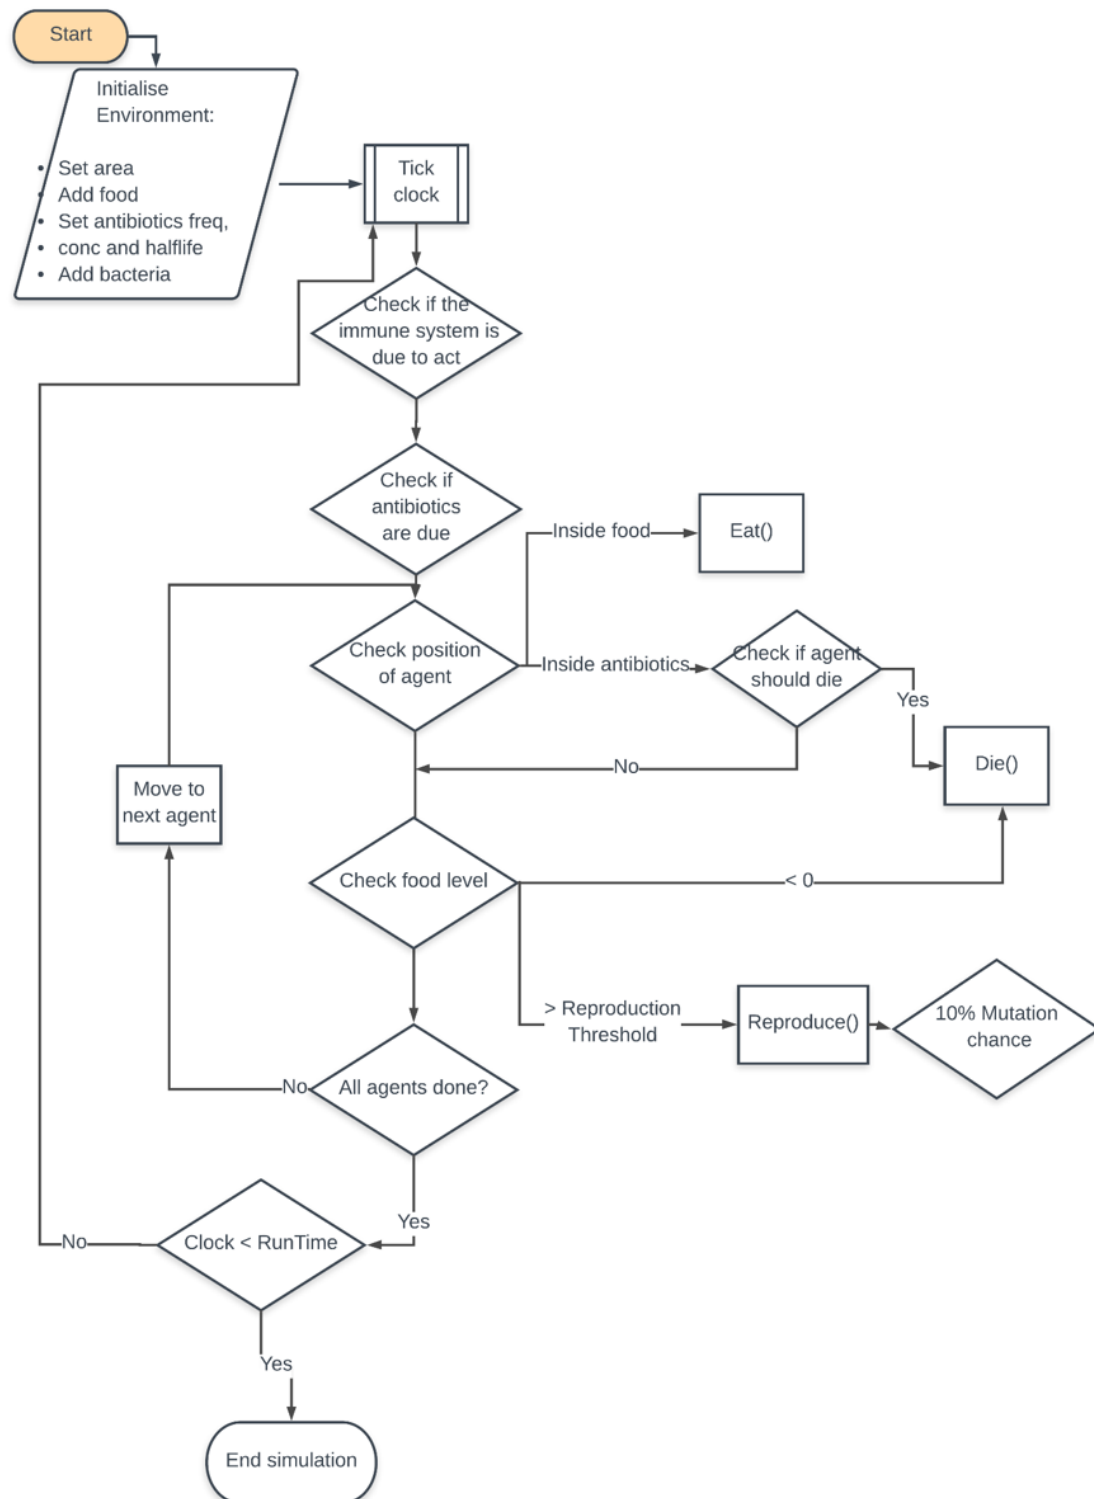 Start
Initialise
Environment:
• Set area
• Add food
• Set antibiotics freq,
• conc and halflife
• Add bacteria
Tick
clock
Check if the
immune system is
due to act
Check if
antibiotics
are due
Inside food
Eat()
Check position
of agent
Inside antibiotics
Check if agent
should die
Yes
No
Die()
Move to
next agent
Check food level
< 0
> Reproduction
Threshold
Reproduce()
10% Mutation
chance
All agents done?
No
Yes
Clock < RunTime
No
Yes
End simulation